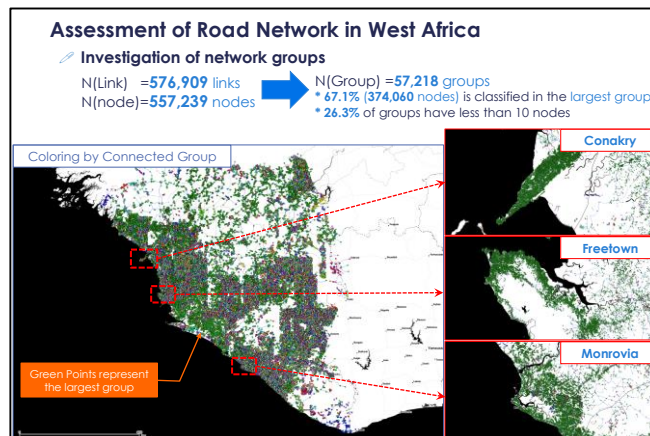 Assessment of Road Network in West Africa
Investigation of network groups
N(Link) =576,909 links
N(node)=557,239 nodes
N(Group) =57,218 groups
* 67.1% (374,060 nodes) is classified in the largest group
* 26.3% of groups have less than 10 nodes
Coloring by Connected Group
Conakry
Freetown
Monrovia
Green Points represent
the largest group